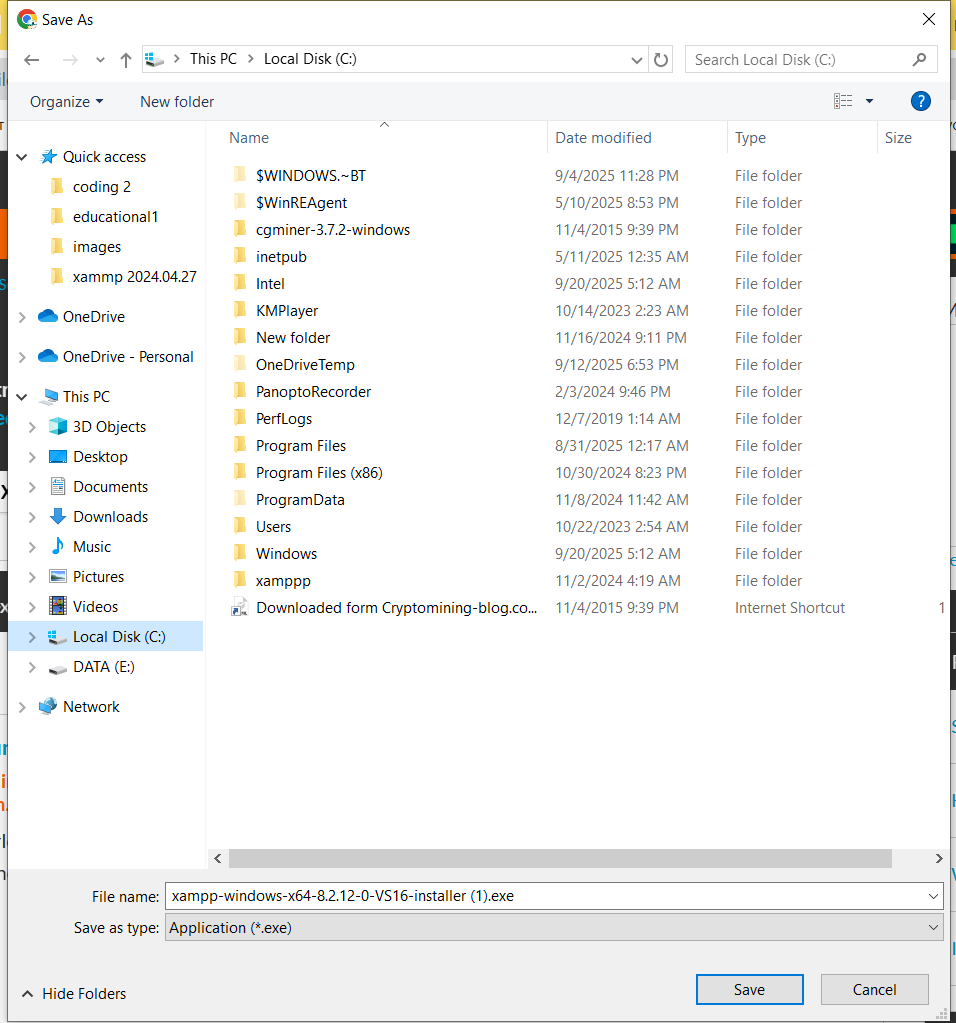 Save As
This PC > Local Disk (C:)
Search Local Disk (C:)
Organize
New folder
?
Name Date modified Type Size
Quick access
coding 2
educational1
images
xammp 2024.04.27
OneDrive
OneDrive - Personal
This PC
3D Objects
Desktop
Documents
Downloads
Music
Pictures
Videos
Local Disk (C:)
DATA (E:)
Network
$WINDOWS.~BT 9/4/2025 11:28 PM File folder
$WinREAgent 5/10/2025 8:53 PM File folder
cgminer-3.7.2-windows 11/4/2015 9:39 PM File folder
inetpub 5/11/2025 12:35 AM File folder
Intel 9/20/2025 5:12 AM File folder
KMPlayer 10/14/2023 2:23 AM File folder
New folder 11/16/2024 9:11 PM File folder
OneDriveTemp 9/12/2025 6:53 PM File folder
PanoptoRecorder 2/3/2024 9:46 PM File folder
PerfLogs 12/7/2019 1:14 AM File folder
Program Files 8/31/2025 12:17 AM File folder
Program Files (x86) 10/30/2024 8:23 PM File folder
ProgramData 11/8/2024 11:42 AM File folder
Users 10/22/2023 2:54 AM File folder
Windows 9/20/2025 5:12 AM File folder
xamppp 11/2/2024 4:19 AM File folder
Downloaded form Cryptomining-blog.co... 11/4/2015 9:39 PM Internet Shortcut 1
File name: xampp-windows-x64-8.2.12-0-VS16-installer (1).exe
Save as type: Application (*.exe)
Hide Folders
Save
Cancel